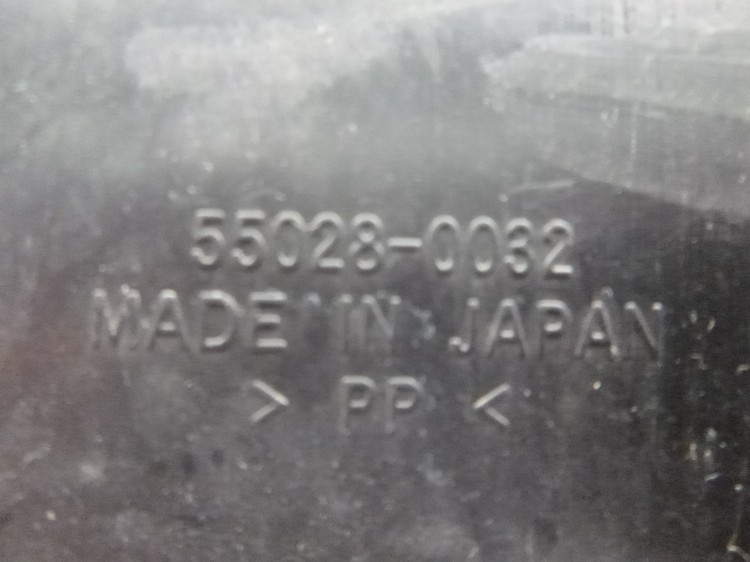 55028-0032
MADE IN JAPAN
> PP <